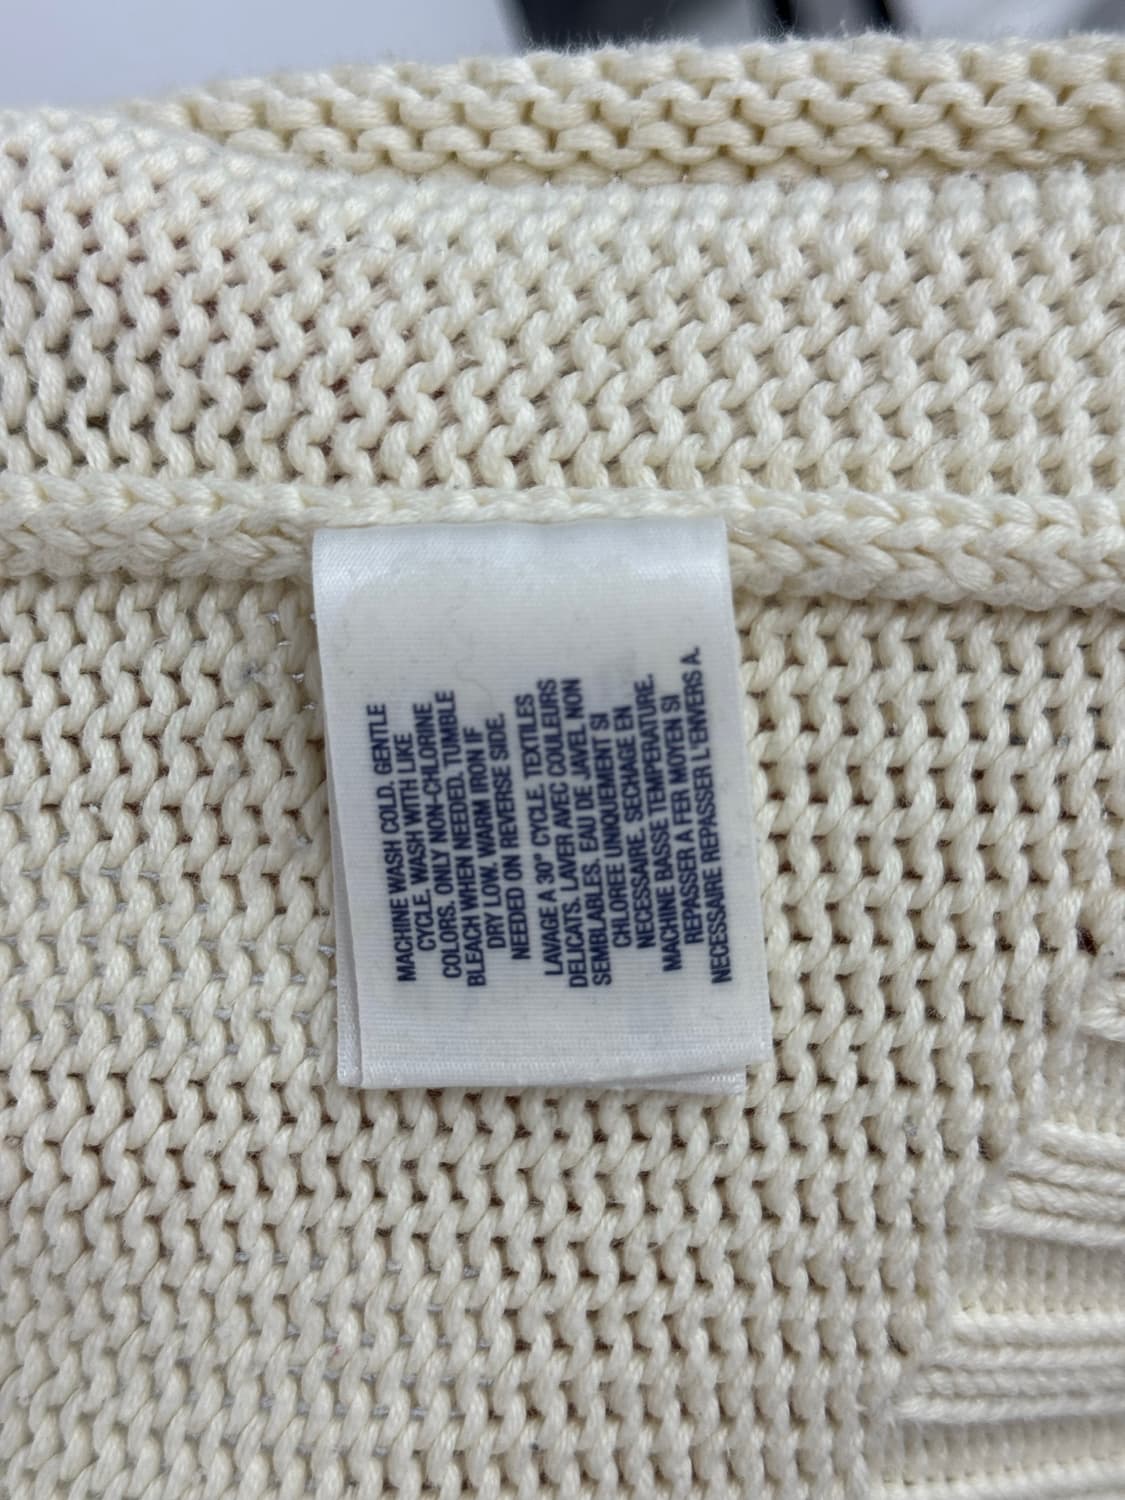 MACHINE WASH COLD. GENTLE
CYCLE. WASH WITH LIKE
COLORS. ONLY NON-CHLORINE
BLEACH WHEN NEEDED. TUMBLE
DRY LOW. WARM IRON IF
NEEDED ON REVERSE SIDE.
LAVAGE A 30° CYCLE. TEXTILES
DELICATS. LAVER AVEC COULEURS
SEMBLABLES. EAU DE JAVEL NON
CHLOREE UNIQUEMENT SI
NECESSAIRE. SECHAGE EN
MACHINE BASSE TEMPERATURE.
REPASSER A FER MOYEN SI
NECESSAIRE REPASSER L'ENVERS A.